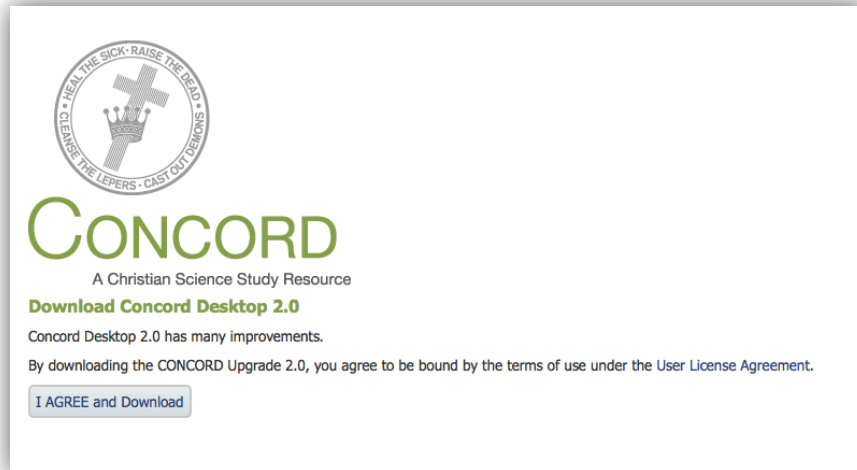 HEAL THE SICK • RAISE THE DEAD • CAST OUT DEMONS • CLEANSE THE LEPERS •
CONCORD
A Christian Science Study Resource
Download Concord Desktop 2.0
Concord Desktop 2.0 has many improvements.
By downloading the CONCORD Upgrade 2.0, you agree to be bound by the terms of use under the User License Agreement.
I AGREE and Download